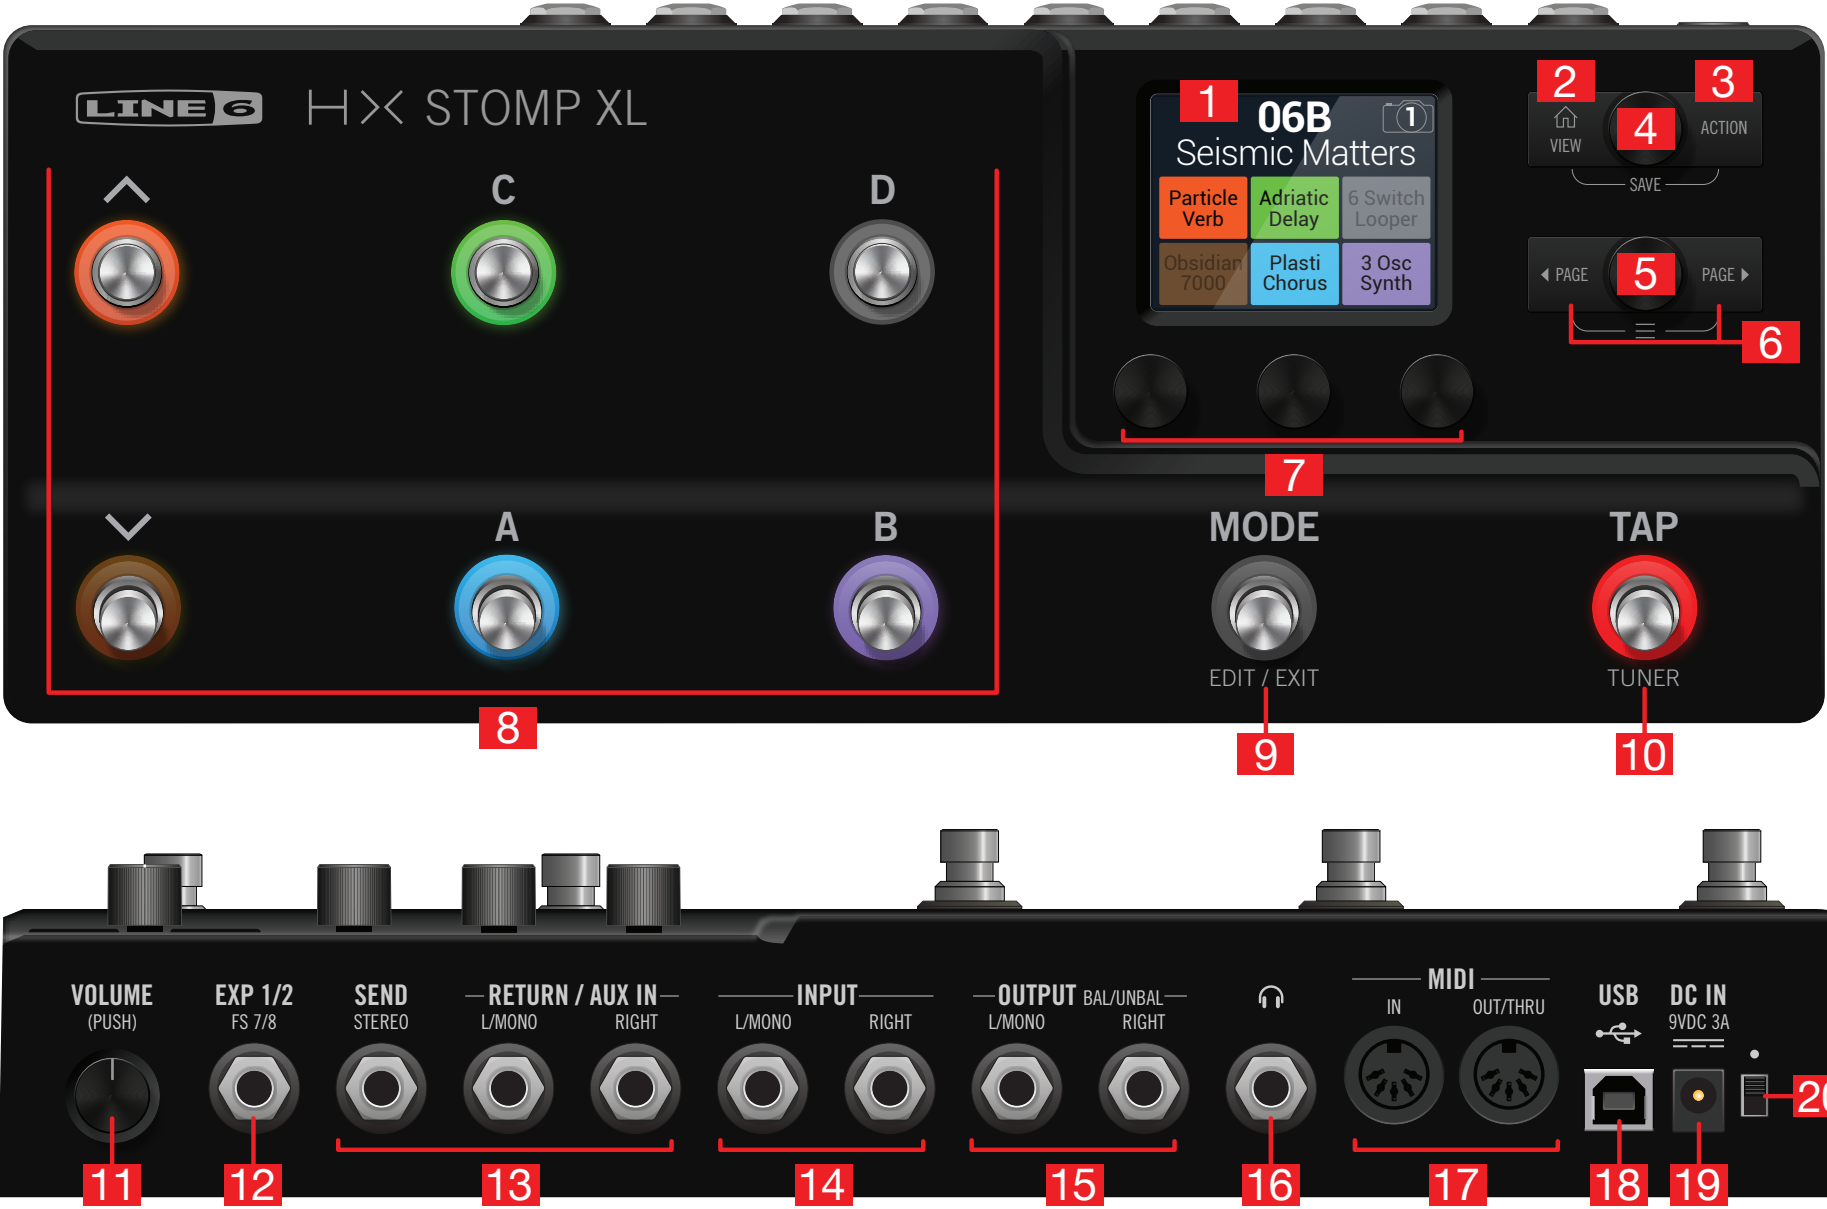 LINE 6 HX STOMP XL
1
06B
1
Seismic Matters
Particle Verb
Adriatic Delay
6 Switch Looper
Obsidian 7000
Plasti Chorus
3 Osc Synth
2
3
4
VIEW
ACTION
SAVE
PAGE
5
PAGE
6
7
C
D
A
B
MODE
TAP
EDIT / EXIT
TUNER
8
9
10
VOLUME
(PUSH)
EXP 1/2
FS 7/8
SEND
STEREO
RETURN / AUX IN
L/MONO
RIGHT
INPUT
L/MONO
RIGHT
OUTPUT BAL/UNBAL
L/MONO
RIGHT
MIDI
IN
OUT/THRU
USB
DC IN
9VDC 3A
20
11
12
13
14
15
16
17
18
19